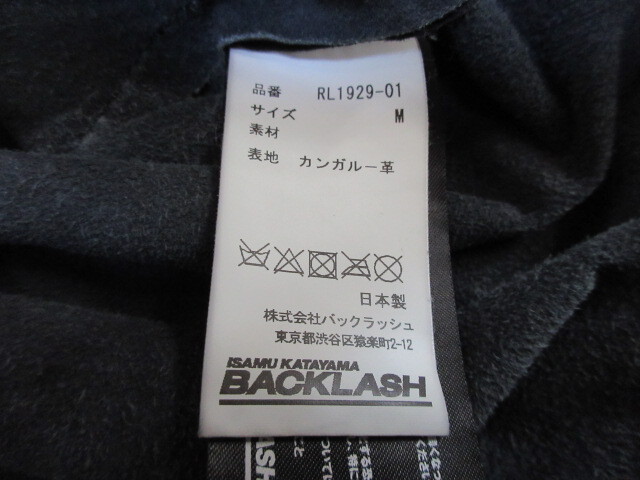 品番 RL1929-01
サイズ M
素材
表地 カンガルー革
日本製
株式会社バックラッシュ
東京都渋谷区猿楽町2-12
ISAMU KATAYAMA
BACKLASH